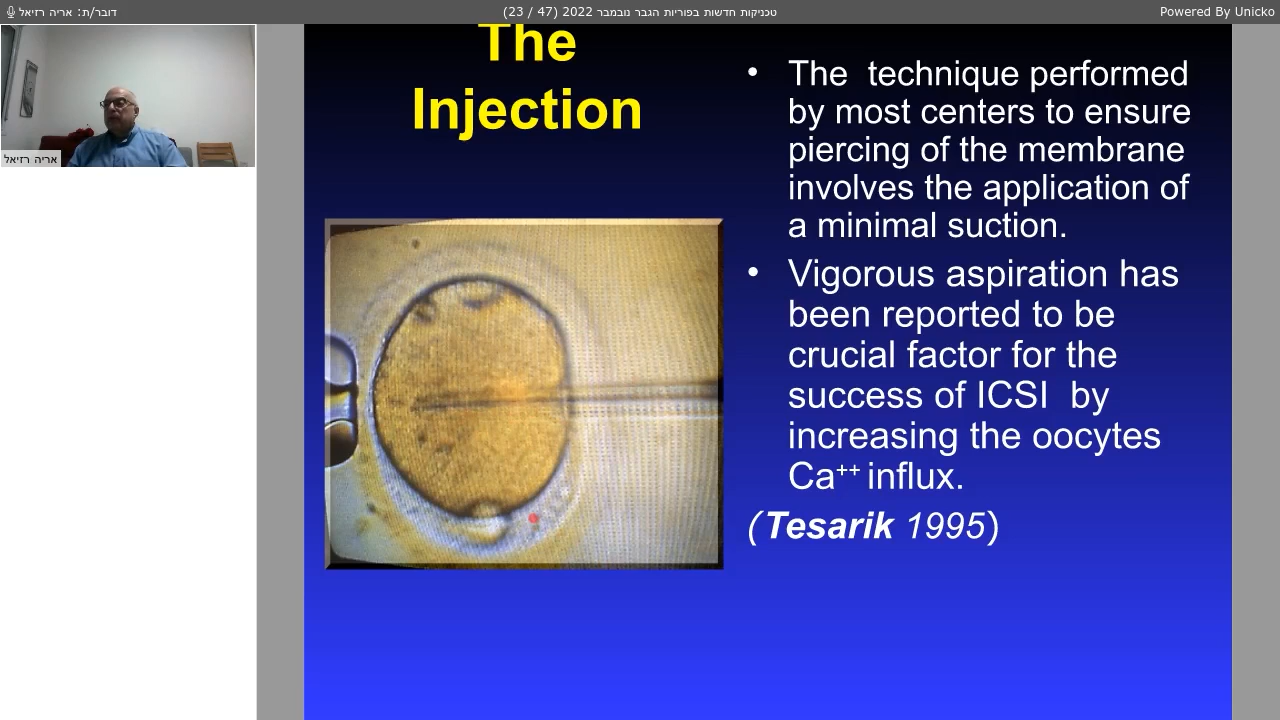 דובר/ת: אריה רזיאל
טכניקות חדשות בפוריות הגבר נובמבר 2022 (47 / 23)
Powered By Unicko
אריה רזיאל
The
Injection
• The technique performed
by most centers to ensure
piercing of the membrane
involves the application of
a minimal suction.
• Vigorous aspiration has
been reported to be
crucial factor for the
success of ICSI by
increasing the oocytes
Ca++ influx.
(Tesarik 1995)